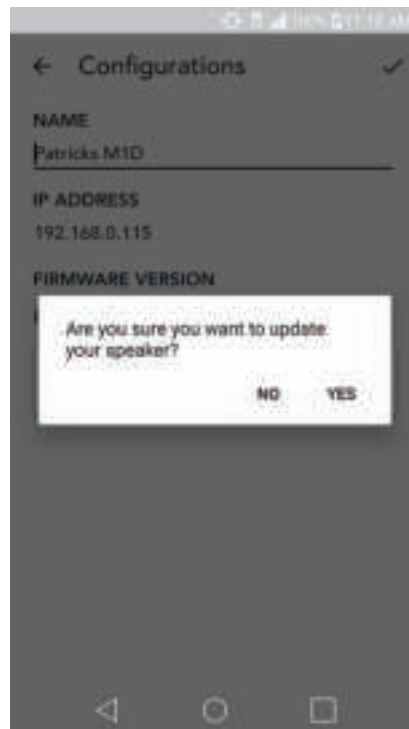 Configurations
NAME
Patricks M1D
IP ADDRESS
192.168.0.115
FIRMWARE VERSION
Are you sure you want to update
your speaker?
NO YES